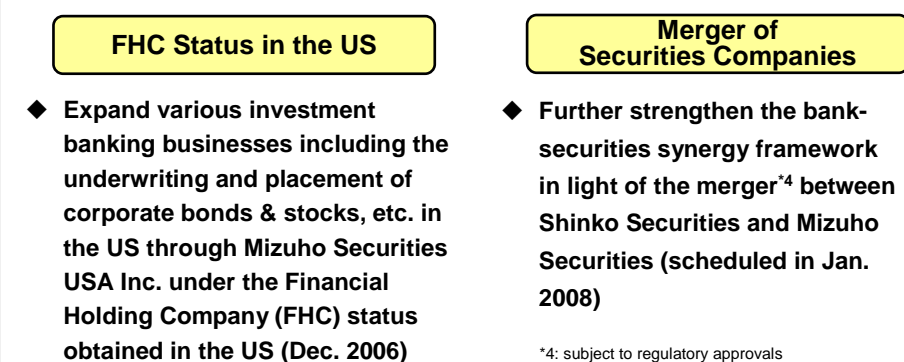 FHC Status in the US
◆ Expand various investment
banking businesses including the
underwriting and placement of
corporate bonds & stocks, etc. in
the US through Mizuho Securities
USA Inc. under the Financial
Holding Company (FHC) status
obtained in the US (Dec. 2006)
Merger of
Securities Companies
◆ Further strengthen the bank-
securities synergy framework
in light of the merger*4 between
Shinko Securities and Mizuho
Securities (scheduled in Jan.
2008)
*4: subject to regulatory approvals